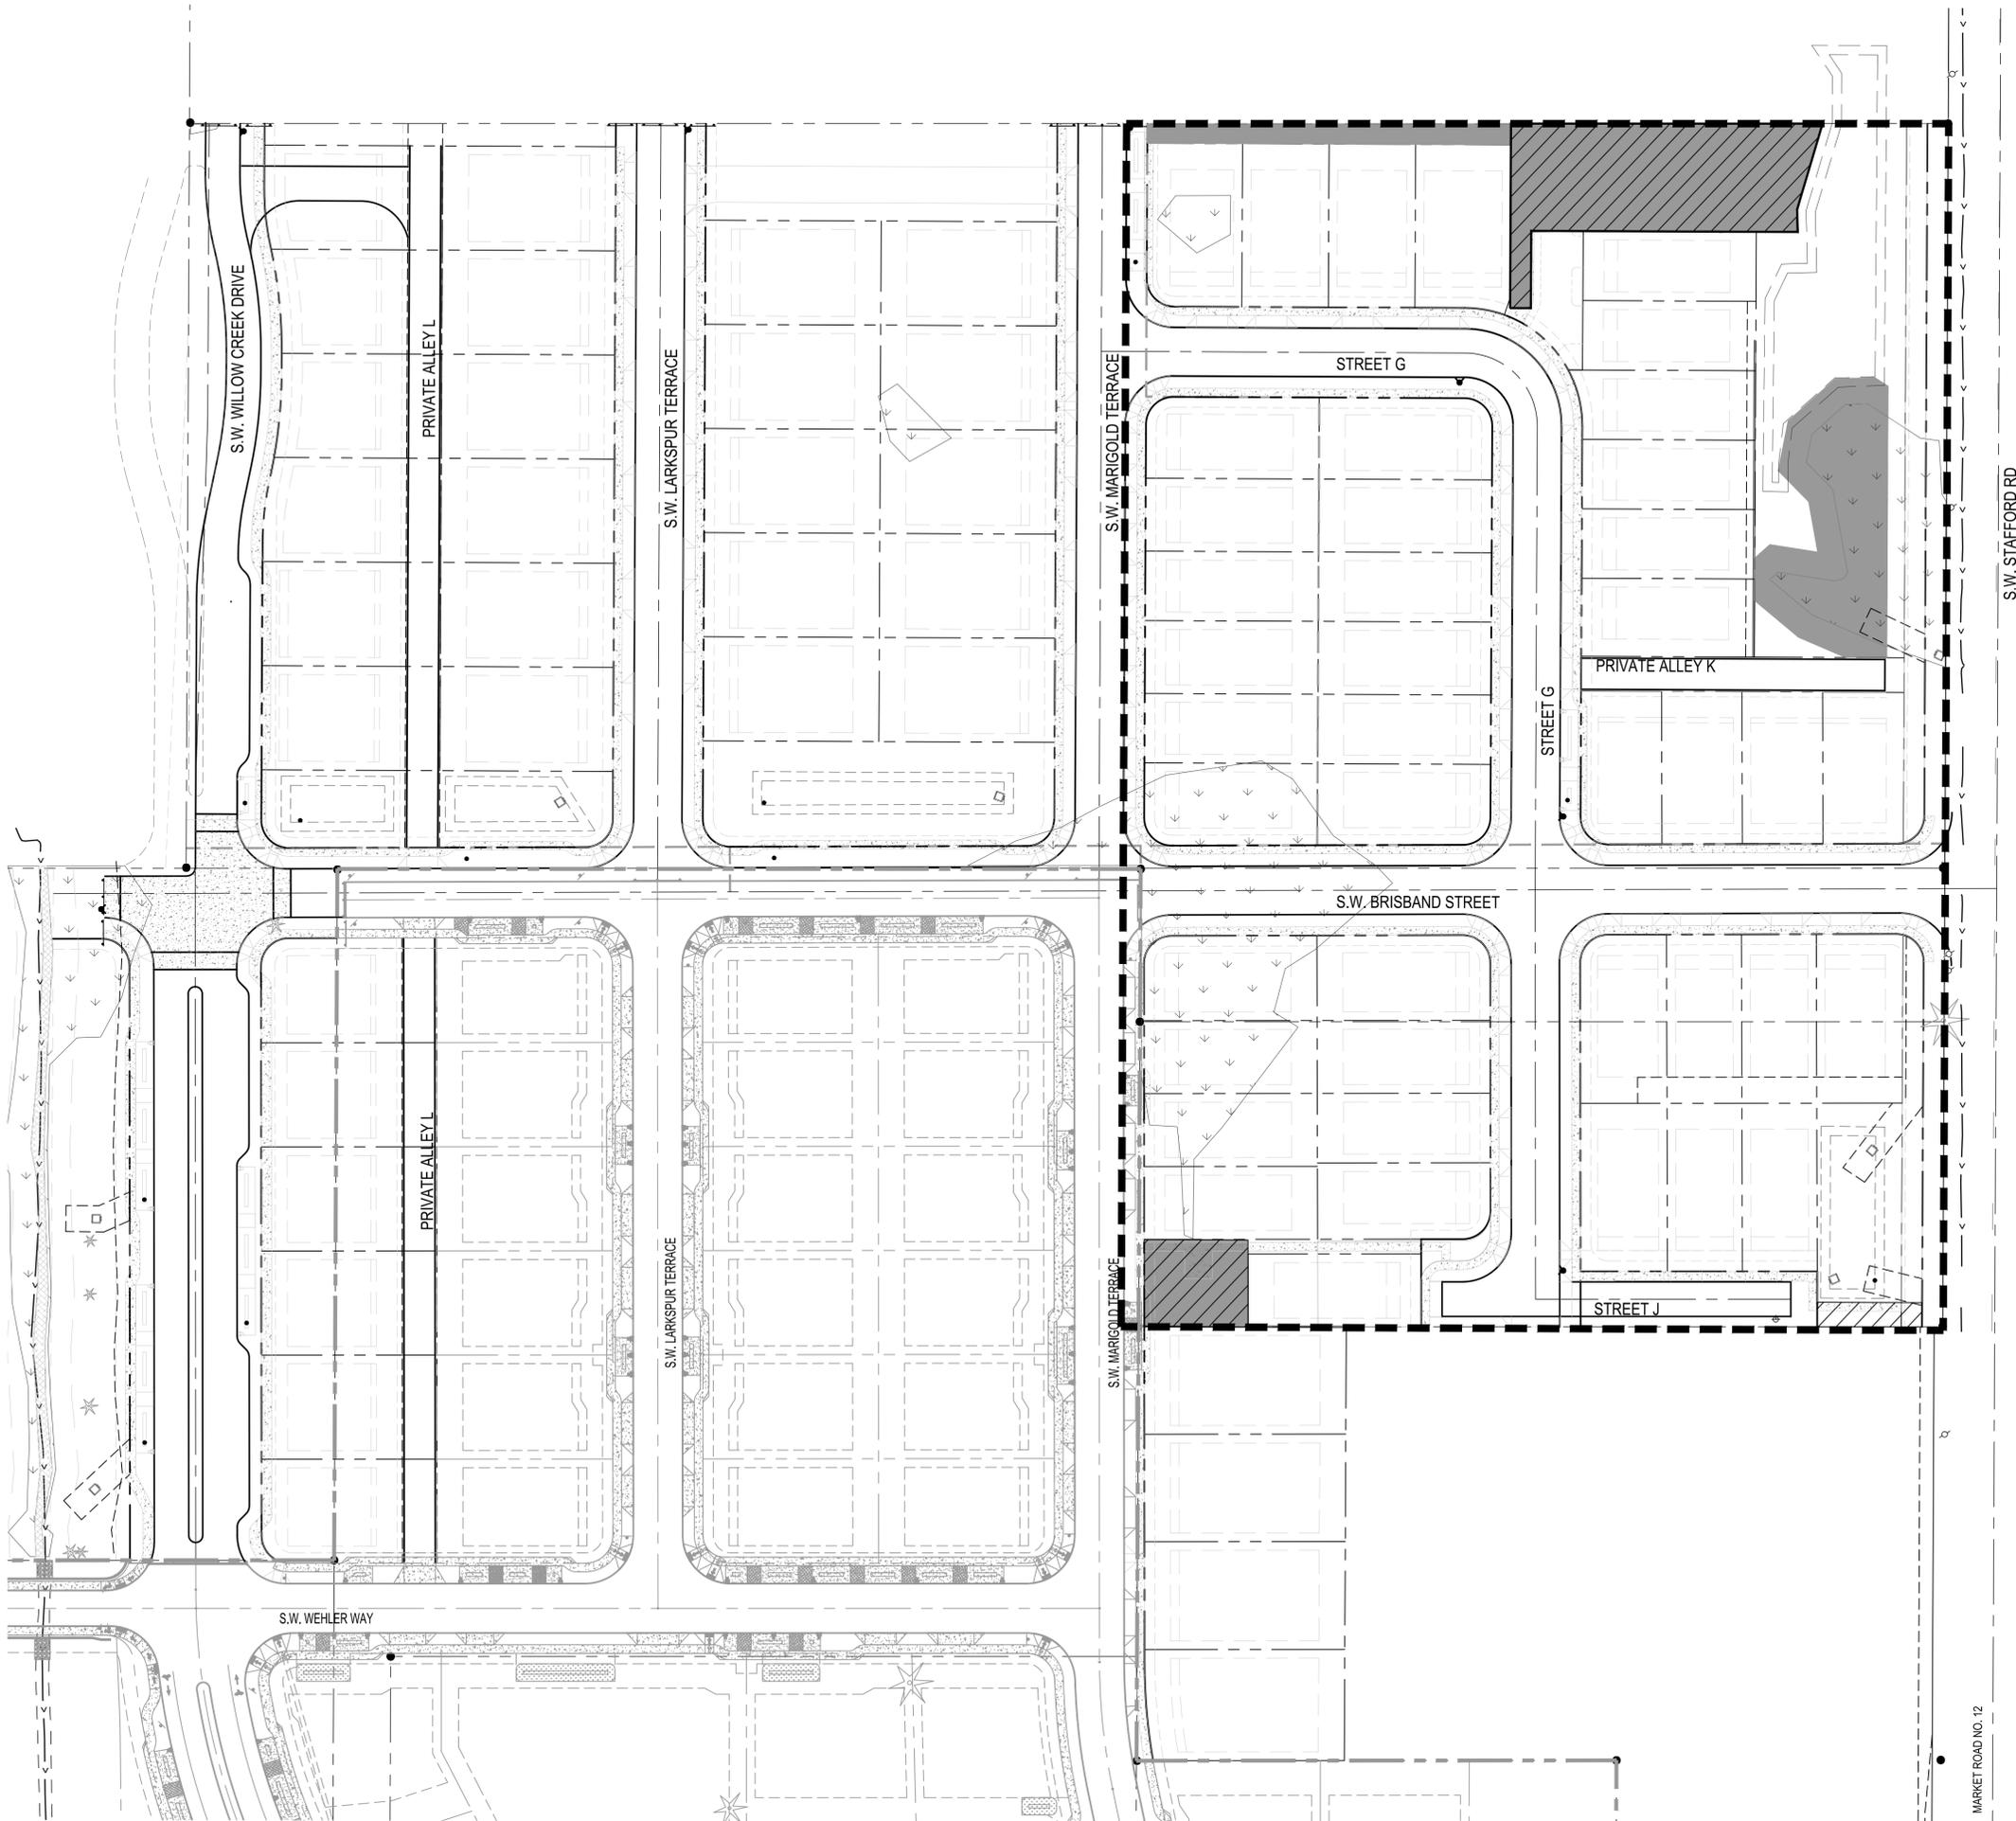 S.W. WILLOW CREEK DRIVE
PRIVATE ALLEY L
S.W. LARKSPUR TERRACE
S.W. MARIGOLD TERRACE
STREET G
S.W. STAFFORD RD
PRIVATE ALLEY K
STREET G
S.W. BRISBAND STREET
PRIVATE ALLEY L
S.W. LARKSPUR TERRACE
S.W. MARIGOLD TERRACE
STREET J
S.W. WEHLER WAY
MARKET ROAD NO. 12